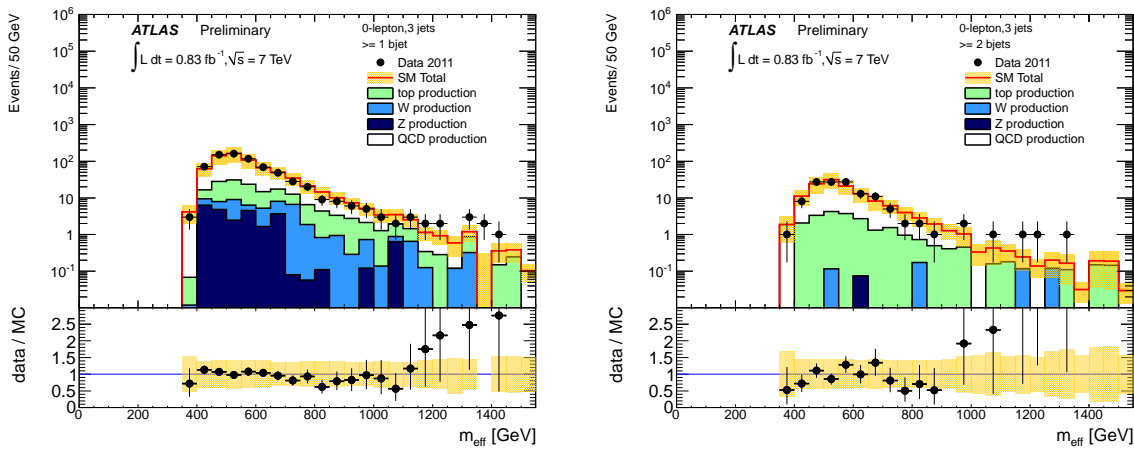 ATLAS Preliminary
∫ L dt = 0.83 fb⁻¹, √s = 7 TeV
0-lepton,3 jets
>= 1 bjet
Data 2011
SM Total
top production
W production
Z production
QCD production
Events/ 50 GeV
10⁶
10⁵
10⁴
10³
10²
10
1
10⁻¹
data / MC
2.5
2
1.5
1
0.5
0
0 200 400 600 800 1000 1200 1400
m_eff [GeV]
ATLAS Preliminary
∫ L dt = 0.83 fb⁻¹, √s = 7 TeV
0-lepton,3 jets
>= 2 bjets
Data 2011
SM Total
top production
W production
Z production
QCD production
Events/ 50 GeV
10⁶
10⁵
10⁴
10³
10²
10
1
10⁻¹
data / MC
2.5
2
1.5
1
0.5
0
0 200 400 600 800 1000 1200 1400
m_eff [GeV]